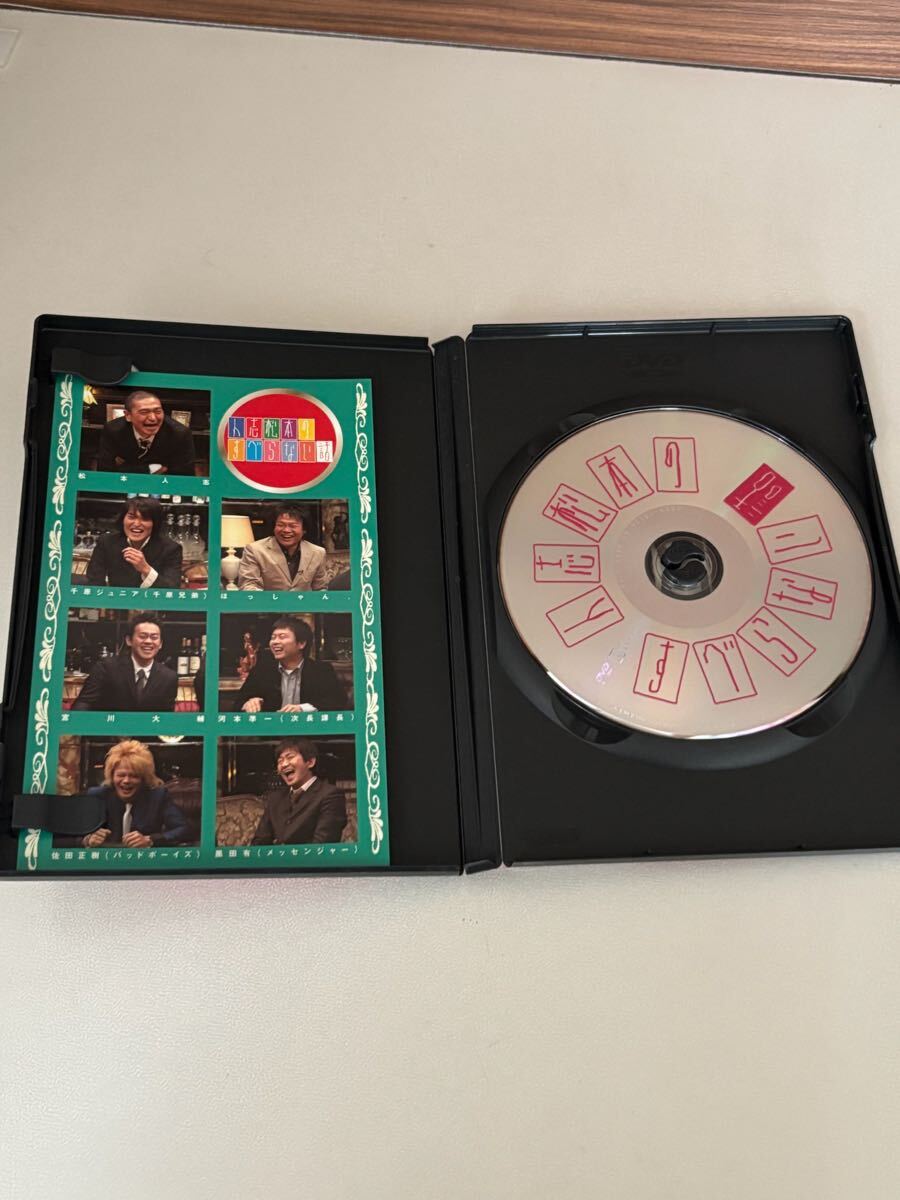 人志松本の
すべらない話
松本人志
千原ジュニア(千原兄弟)
ほっしゃん.
宮川大輔
河本準一(次長課長)
佐田正樹(バッドボーイズ)
黒田有(メッセンジャー)
DVD
人志松本の
すべらない話